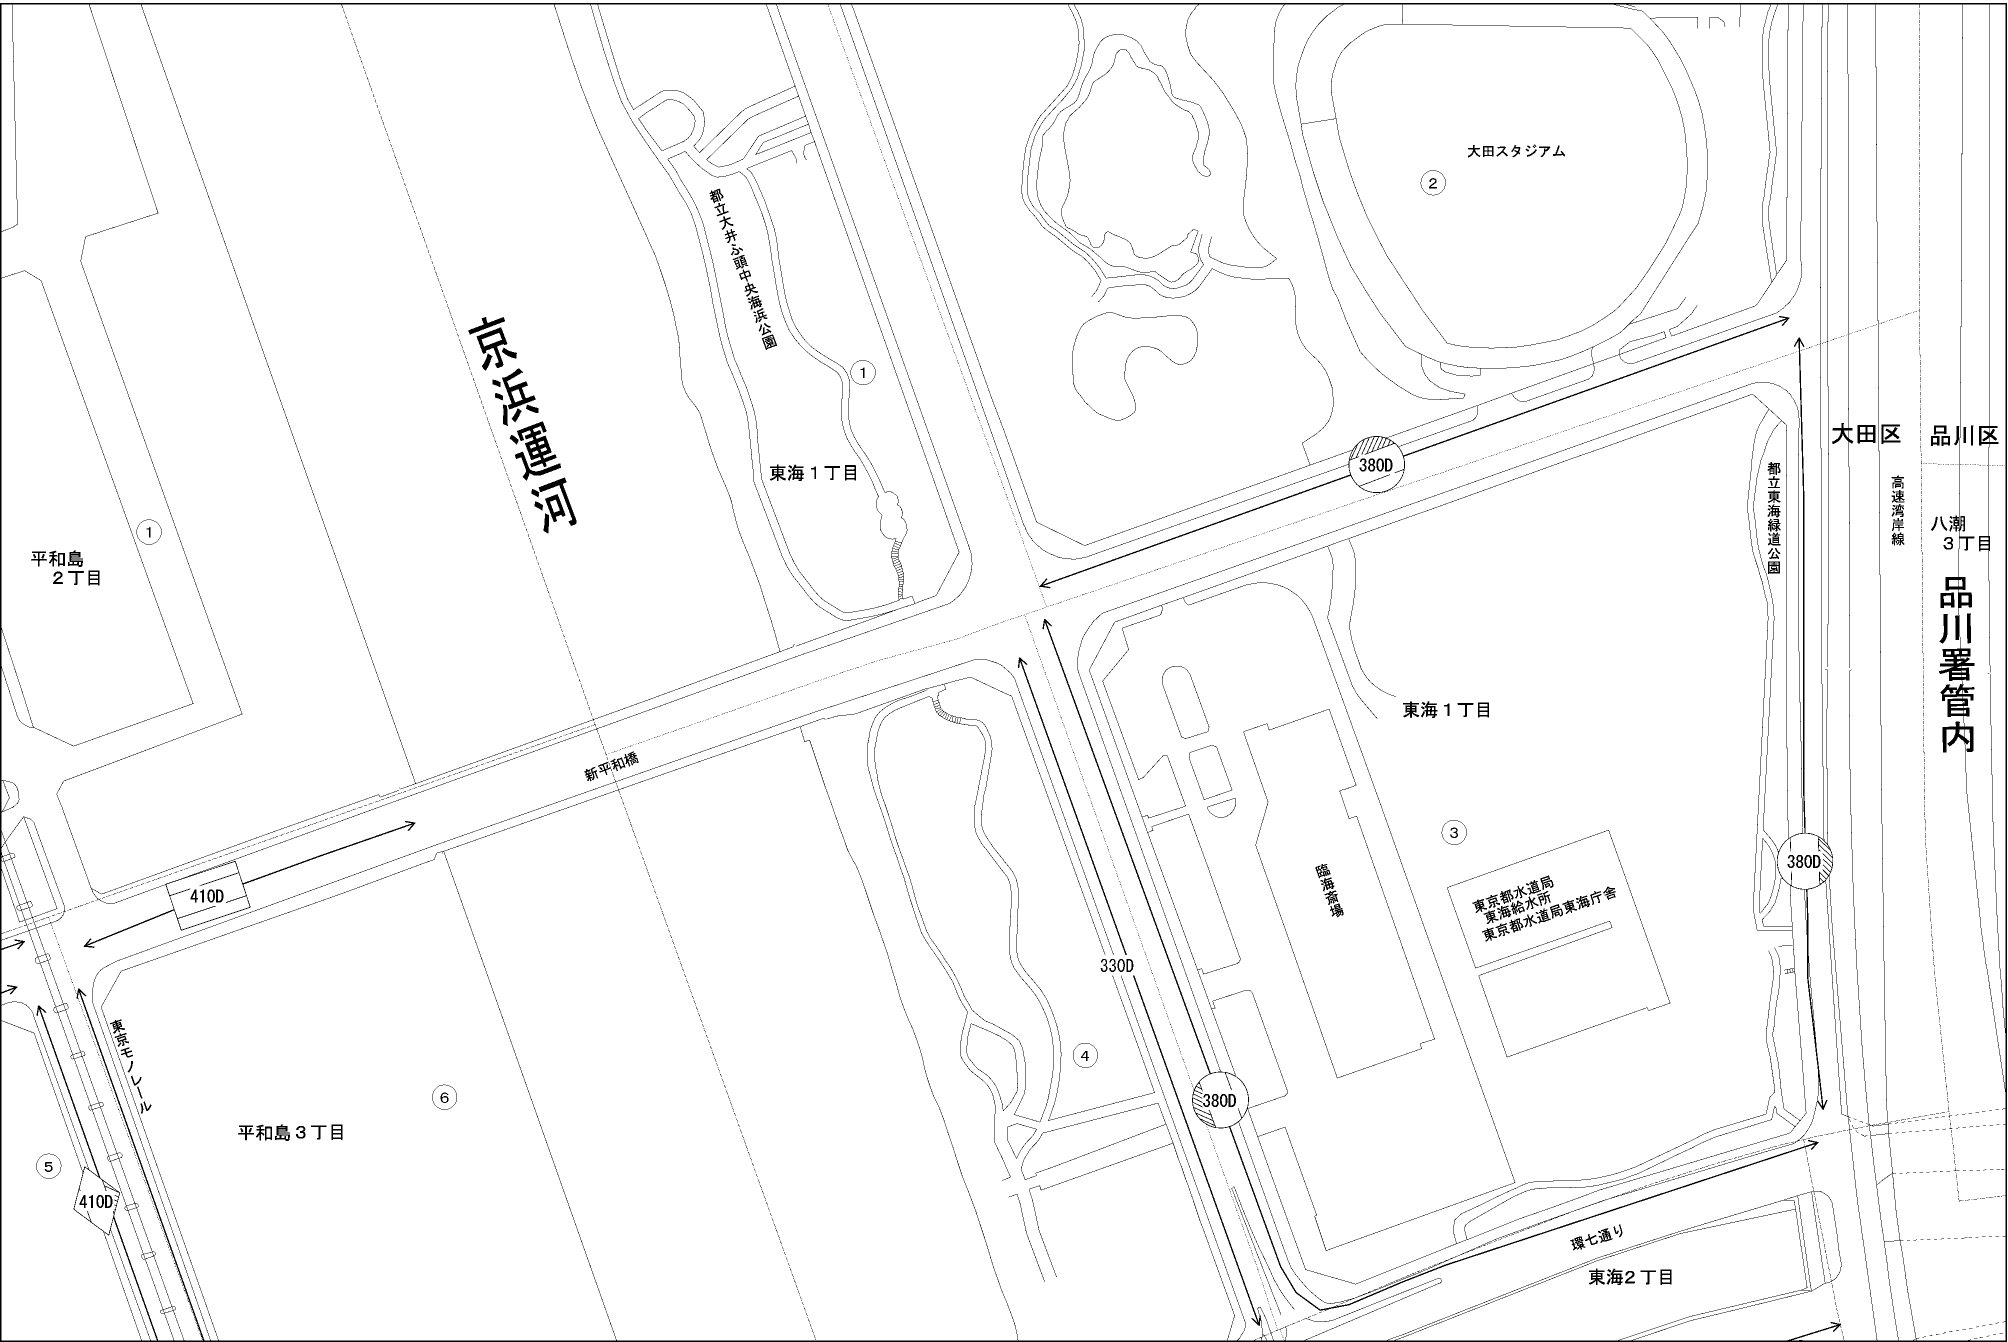 大田スタジアム
②
都立大井ふ頭中央海浜公園
京浜運河
①
380D
大田区
品川区
東海１丁目
都立東海緑道公園
高速湾岸線
①
八潮
３丁目
平和島
２丁目
品川署管内
東海１丁目
新平和橋
③
380D
臨海斎場
410D
東京都水道局
東海給水所
東京都水道局東海庁舎
330D
東京モノレール
④
⑥
380D
平和島３丁目
⑤
410D
環七通り
東海２丁目